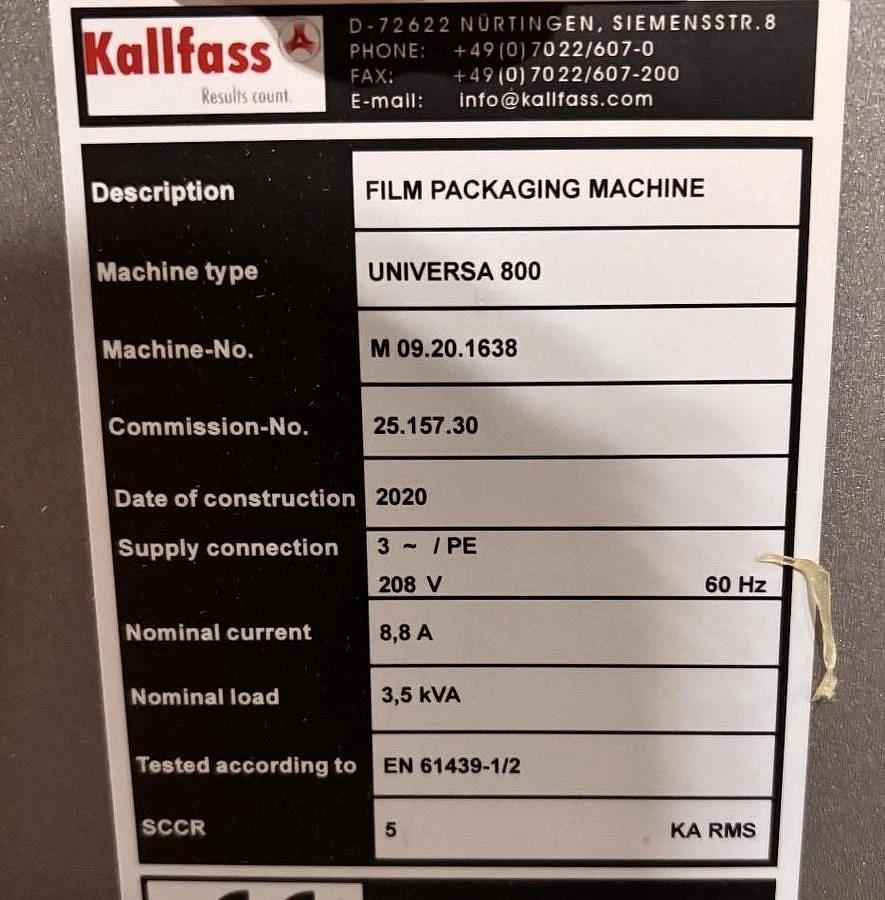 Kallfass
Results count.
D-72622 NÜRTINGEN, SIEMENSSTR.8
PHONE: +49(0)7022/607-0
FAX: +49(0)7022/607-200
E-mail: info@kallfass.com
Description FILM PACKAGING MACHINE
Machine type UNIVERSA 800
Machine-No. M 09.20.1638
Commission-No. 25.157.30
Date of construction 2020
Supply connection 3 ~ / PE
208 V 60 Hz
Nominal current 8,8 A
Nominal load 3,5 kVA
Tested according to EN 61439-1/2
SCCR 5 KA RMS